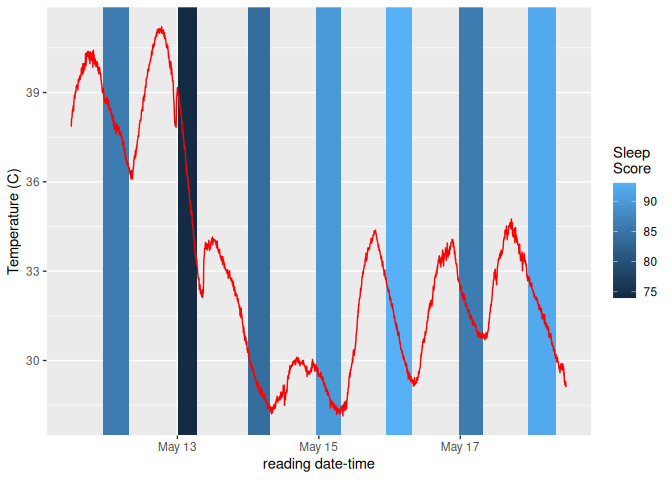 39
36
33
30
Temperature (C)
May 13
May 15
May 17
reading date-time
Sleep
Score
90
85
80
75